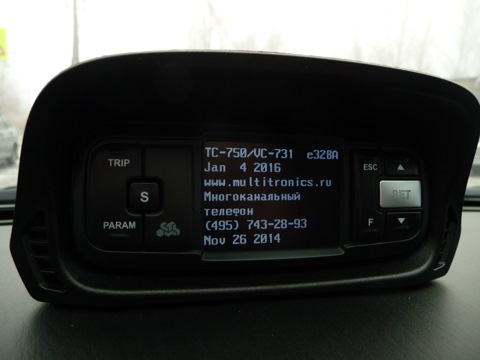 TC-750/VC-731 e32BA
Jan 4 2016
www.multitronics.ru
Многоканальный
телефон
(495) 743-28-93
Nov 26 2014
TRIP
S
PARAM
ESC
SET
F